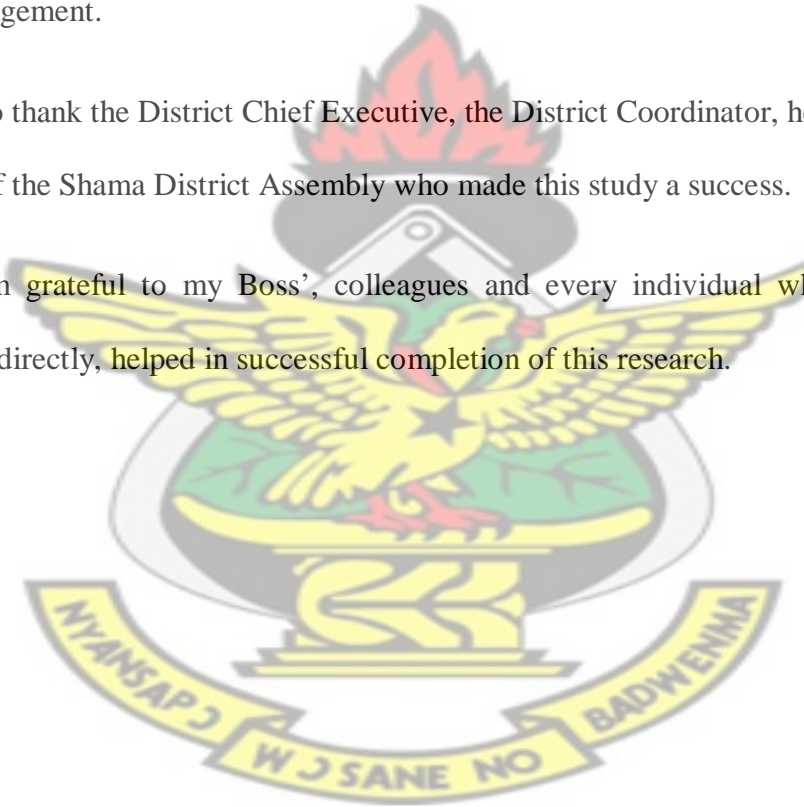 gement.
o thank the District Chief Executive, the District Coordinator, he
f the Shama District Assembly who made this study a success.
n grateful to my Boss’, colleagues and every individual wh
directly, helped in successful completion of this research.
NYANSAPƆ WƆSANE NO BADWENMA